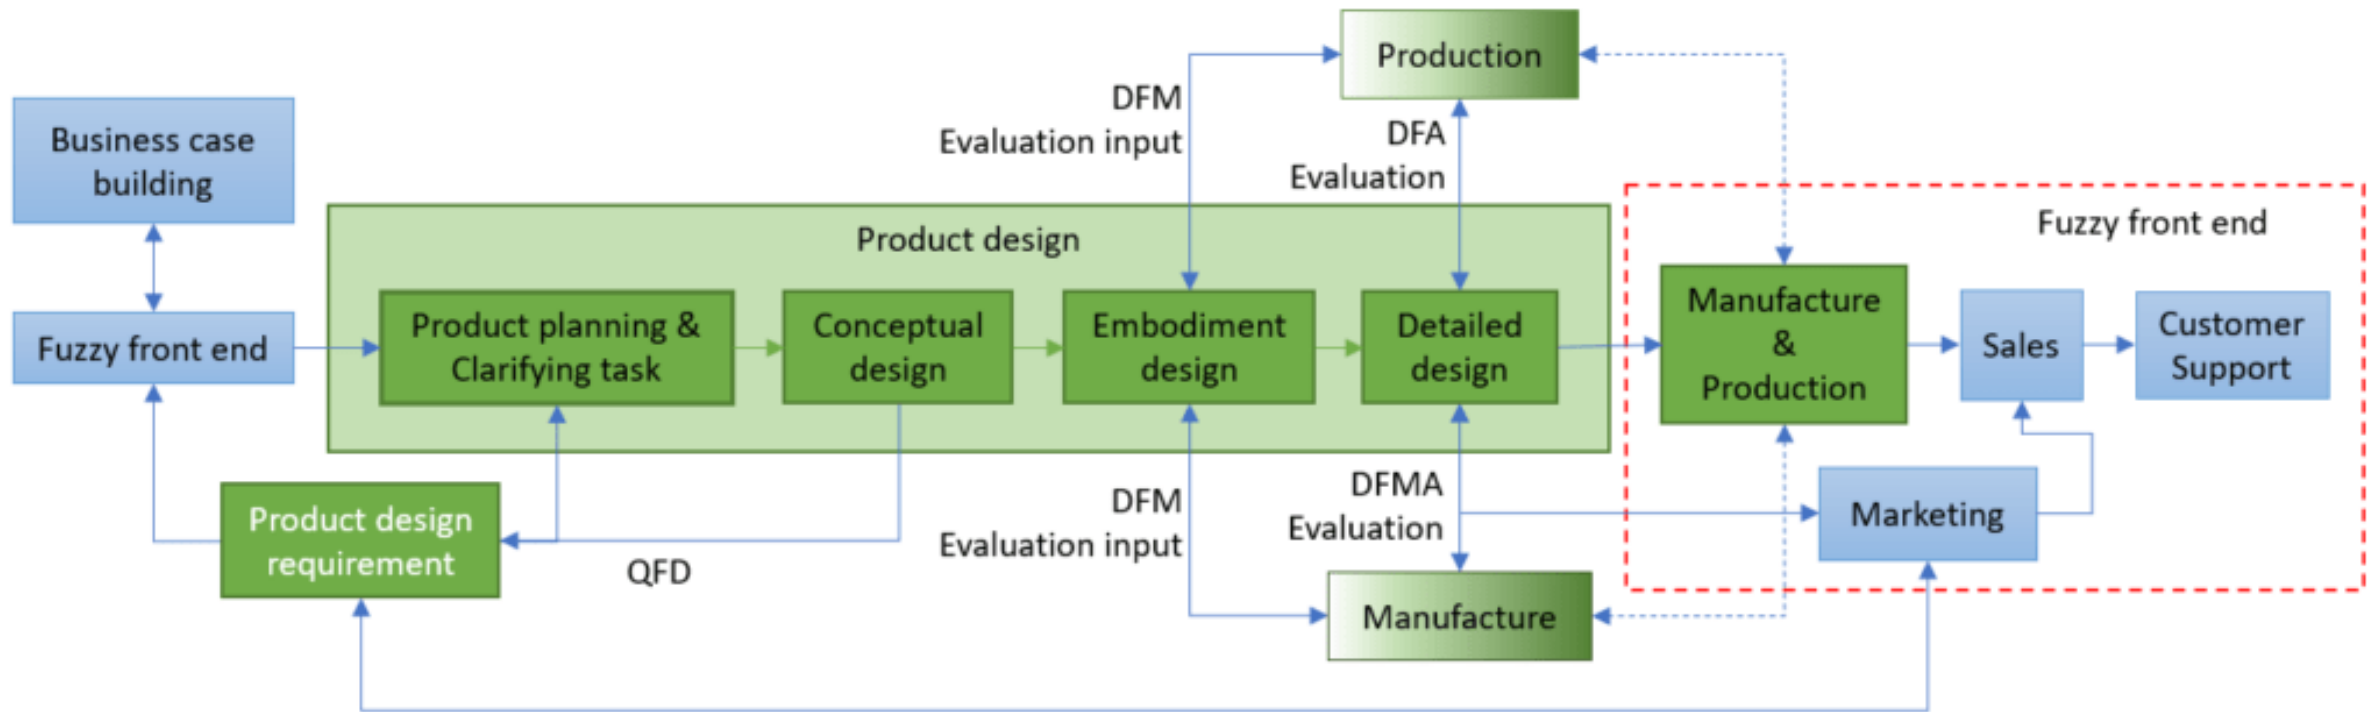 Production
DFM
Evaluation input
DFA
Evaluation
Business case
building
Product design
Fuzzy front end
Fuzzy front end
Product planning &
Clarifying task
Conceptual
design
Embodiment
design
Detailed
design
Manufacture
&
Production
Sales
Customer
Support
Product design
requirement
QFD
DFM
Evaluation input
DFMA
Evaluation
Marketing
Manufacture